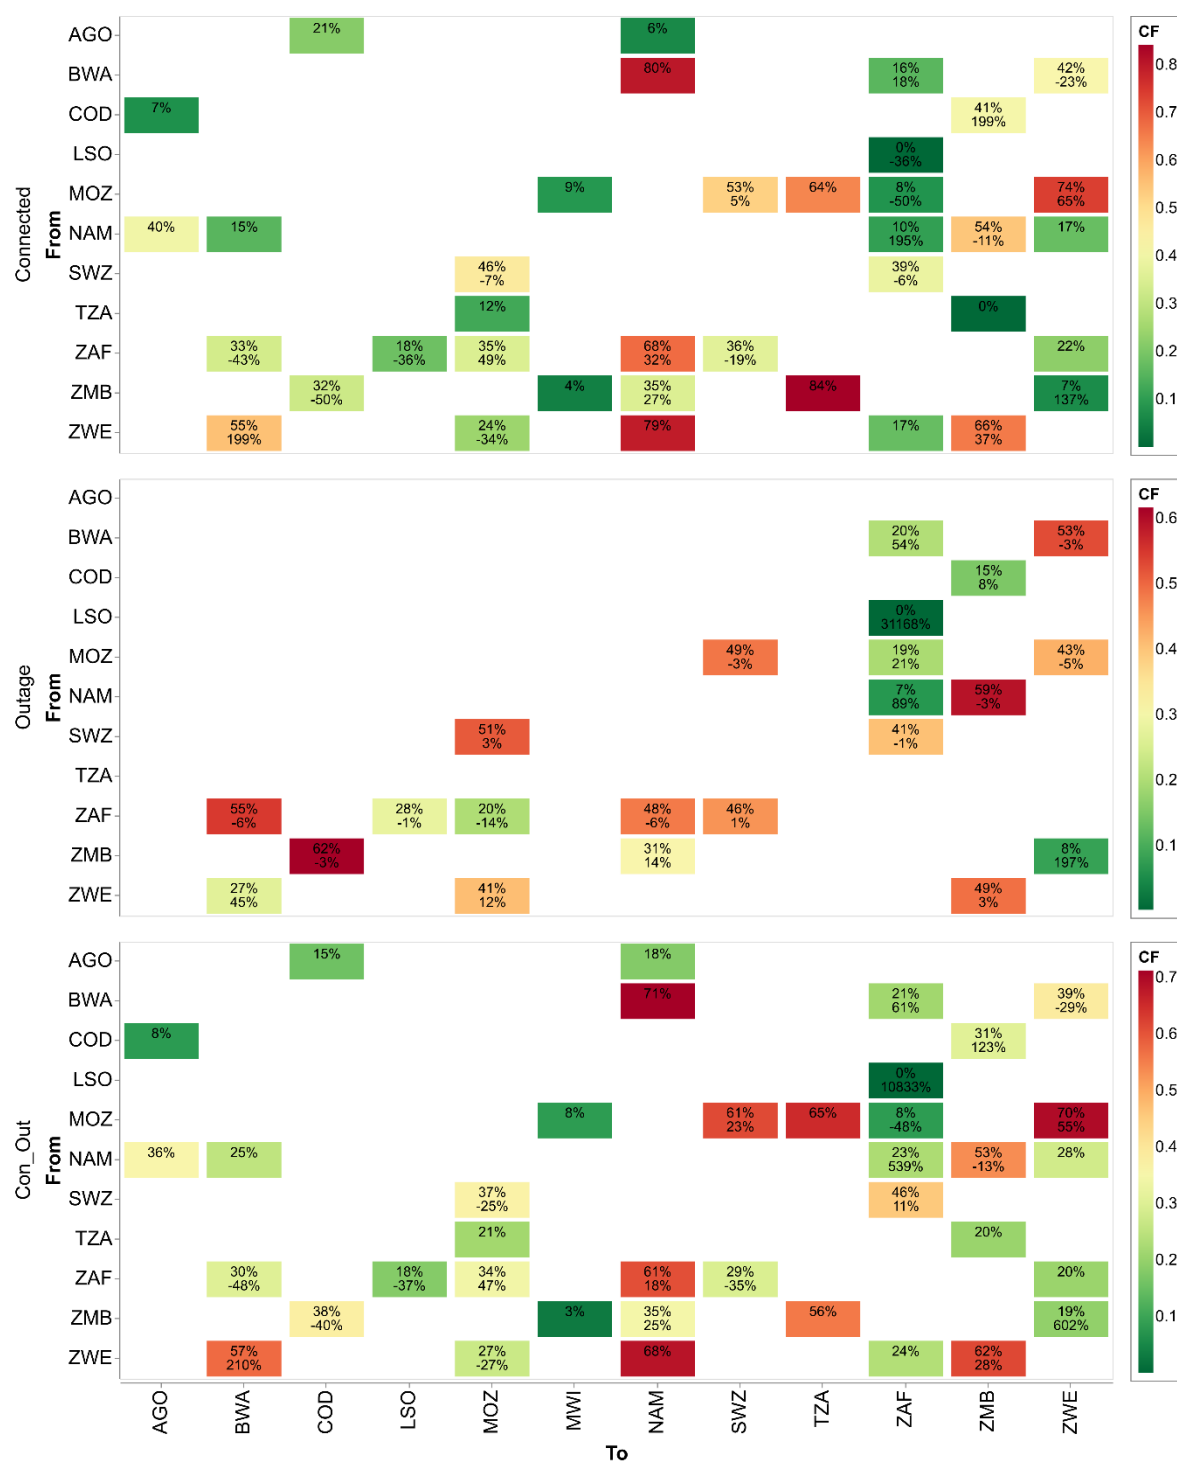 Connected
From
CF
0.8
0.7
0.6
0.5
0.4
0.3
0.2
0.1
AGO 21% 6%
BWA 80% 16% 42%
18% -23%
COD 7% 41%
199%
LSO 0%
-36%
MOZ 9% 53% 64% 8% 74%
5% -50% 65%
NAM 40% 15% 10% 54% 17%
195% -11%
SWZ 46% 39%
-7% -6%
TZA 12% 0%
ZAF 33% 18% 35% 68% 36% 22%
-43% -36% 49% 32% -19%
ZMB 32% 4% 35% 84% 7%
-50% 27% 137%
ZWE 55% 24% 79% 17% 66%
199% -34% 37%
Outage
From
CF
0.6
0.5
0.4
0.3
0.2
0.1
AGO
BWA 20% 53%
54% -3%
COD 15%
8%
LSO 0%
31168%
MOZ 49% 19% 43%
-3% 21% -5%
NAM 7% 59%
89% -3%
SWZ 51% 41%
3% -1%
TZA
ZAF 55% 28% 20% 48% 46%
-6% -1% -14% -6% 1%
ZMB 62% 31% 8%
-3% 14% 197%
ZWE 27% 41% 49%
45% 12% 3%
Con_Out
From
CF
0.7
0.6
0.5
0.4
0.3
0.2
0.1
AGO 15% 18%
BWA 71% 21% 39%
61% -29%
COD 8% 31%
123%
LSO 0%
10833%
MOZ 8% 61% 65% 8% 70%
23% -48% 55%
NAM 36% 25% 23% 53% 28%
539% -13%
SWZ 37% 46%
-25% 11%
TZA 21% 20%
ZAF 30% 18% 34% 61% 29% 20%
-48% -37% 47% 18% -35%
ZMB 38% 3% 35% 56% 19%
-40% 25% 602%
ZWE 57% 27% 68% 24% 62%
210% -27% 28%
AGO BWA COD LSO MOZ MWI NAM SWZ TZA ZAF ZMB ZWE
To